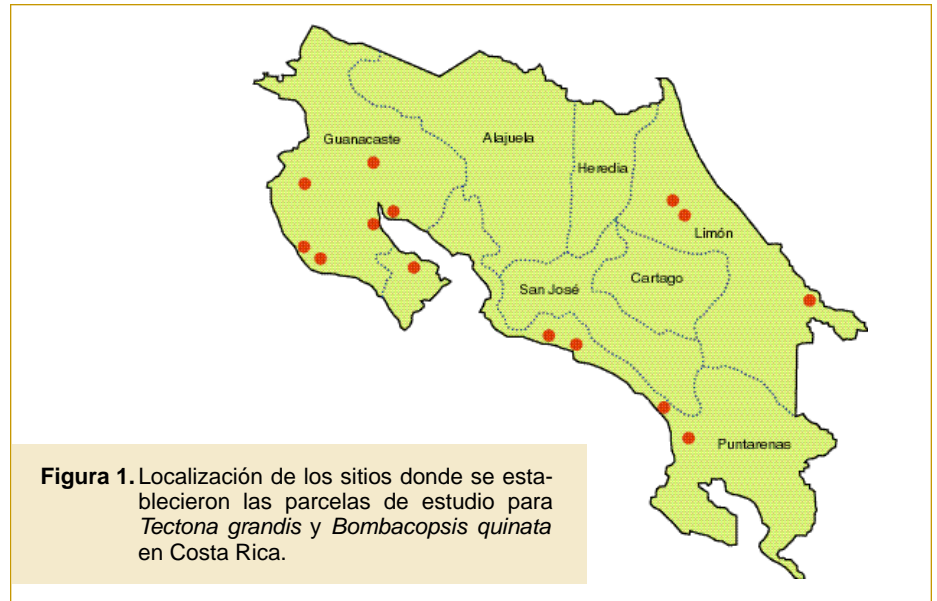 Guanacaste
Alajuela
Heredia
Limón
Cartago
San José
Puntarenas
Figura 1. Localización de los sitios donde se esta-
blecieron las parcelas de estudio para
Tectona grandis y Bombacopsis quinata
en Costa Rica.